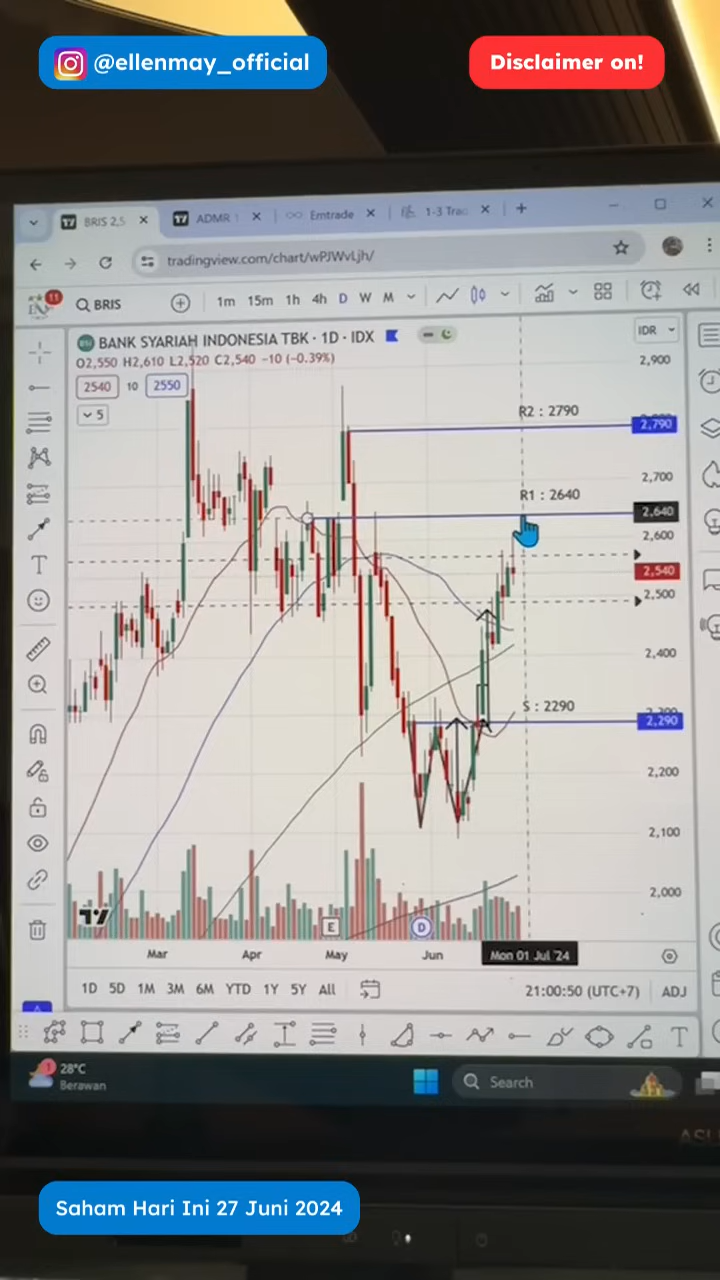 @ellenmay_official
Disclaimer on!
BRIS 2,5
ADMR
Emtrade
1-3 Trac
tradingview.com/chart/wPJWvLjh/
11
BRIS
1m 15m 1h 4h D W M
BANK SYARIAH INDONESIA TBK · 1D · IDX
IDR
O2,550 H2,610 L2,520 C2,540 −10 (−0.39%)
2540 10 2550
5
2,900
R2 : 2790
2,790
2,700
R1 : 2640
2,640
2,600
2,540
2,500
2,400
S : 2290
2,290
2,200
2,100
2,000
E
D
Mar Apr May Jun Mon 01 Jul '24
1D 5D 1M 3M 6M YTD 1Y 5Y All
21:00:50 (UTC+7) ADJ
T
1
28°C
Berawan
Search
Saham Hari Ini 27 Juni 2024